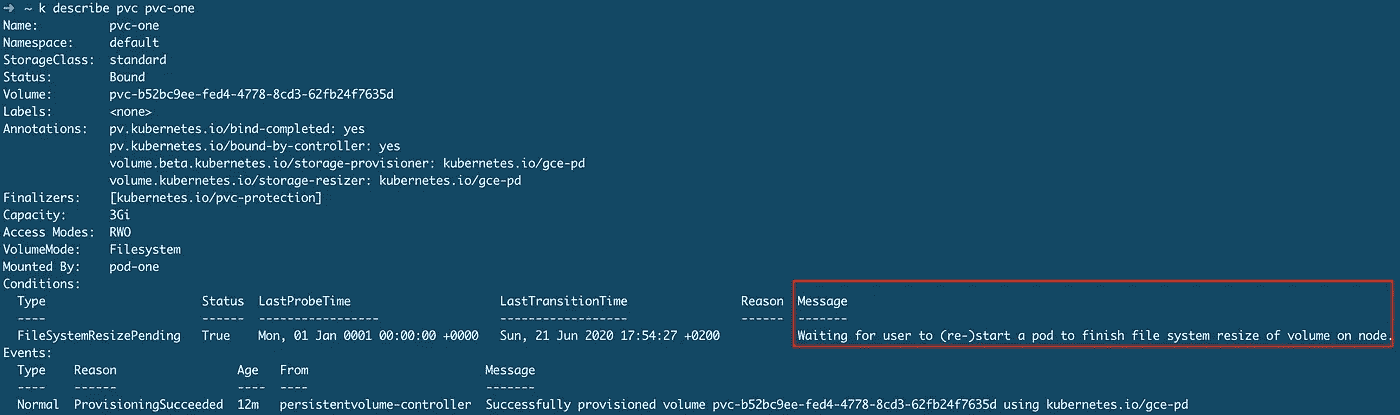 → ~ k describe pvc pvc-one
Name: pvc-one
Namespace: default
StorageClass: standard
Status: Bound
Volume: pvc-b52bc9ee-fed4-4778-8cd3-62fb24f7635d
Labels: <none>
Annotations: pv.kubernetes.io/bind-completed: yes
pv.kubernetes.io/bound-by-controller: yes
volume.beta.kubernetes.io/storage-provisioner: kubernetes.io/gce-pd
volume.kubernetes.io/storage-resizer: kubernetes.io/gce-pd
Finalizers: [kubernetes.io/pvc-protection]
Capacity: 3Gi
Access Modes: RWO
VolumeMode: Filesystem
Mounted By: pod-one
Conditions:
Type Status LastProbeTime LastTransitionTime Reason Message
---- ------ ----------------- ------------------ ------ -------
FileSystemResizePending True Mon, 01 Jan 0001 00:00:00 +0000 Sun, 21 Jun 2020 17:54:27 +0200 Waiting for user to (re-)start a pod to finish file system resize of volume on node.
Events:
Type Reason Age From Message
---- ------ ---- ---- -------
Normal ProvisioningSucceeded 12m persistentvolume-controller Successfully provisioned volume pvc-b52bc9ee-fed4-4778-8cd3-62fb24f7635d using kubernetes.io/gce-pd